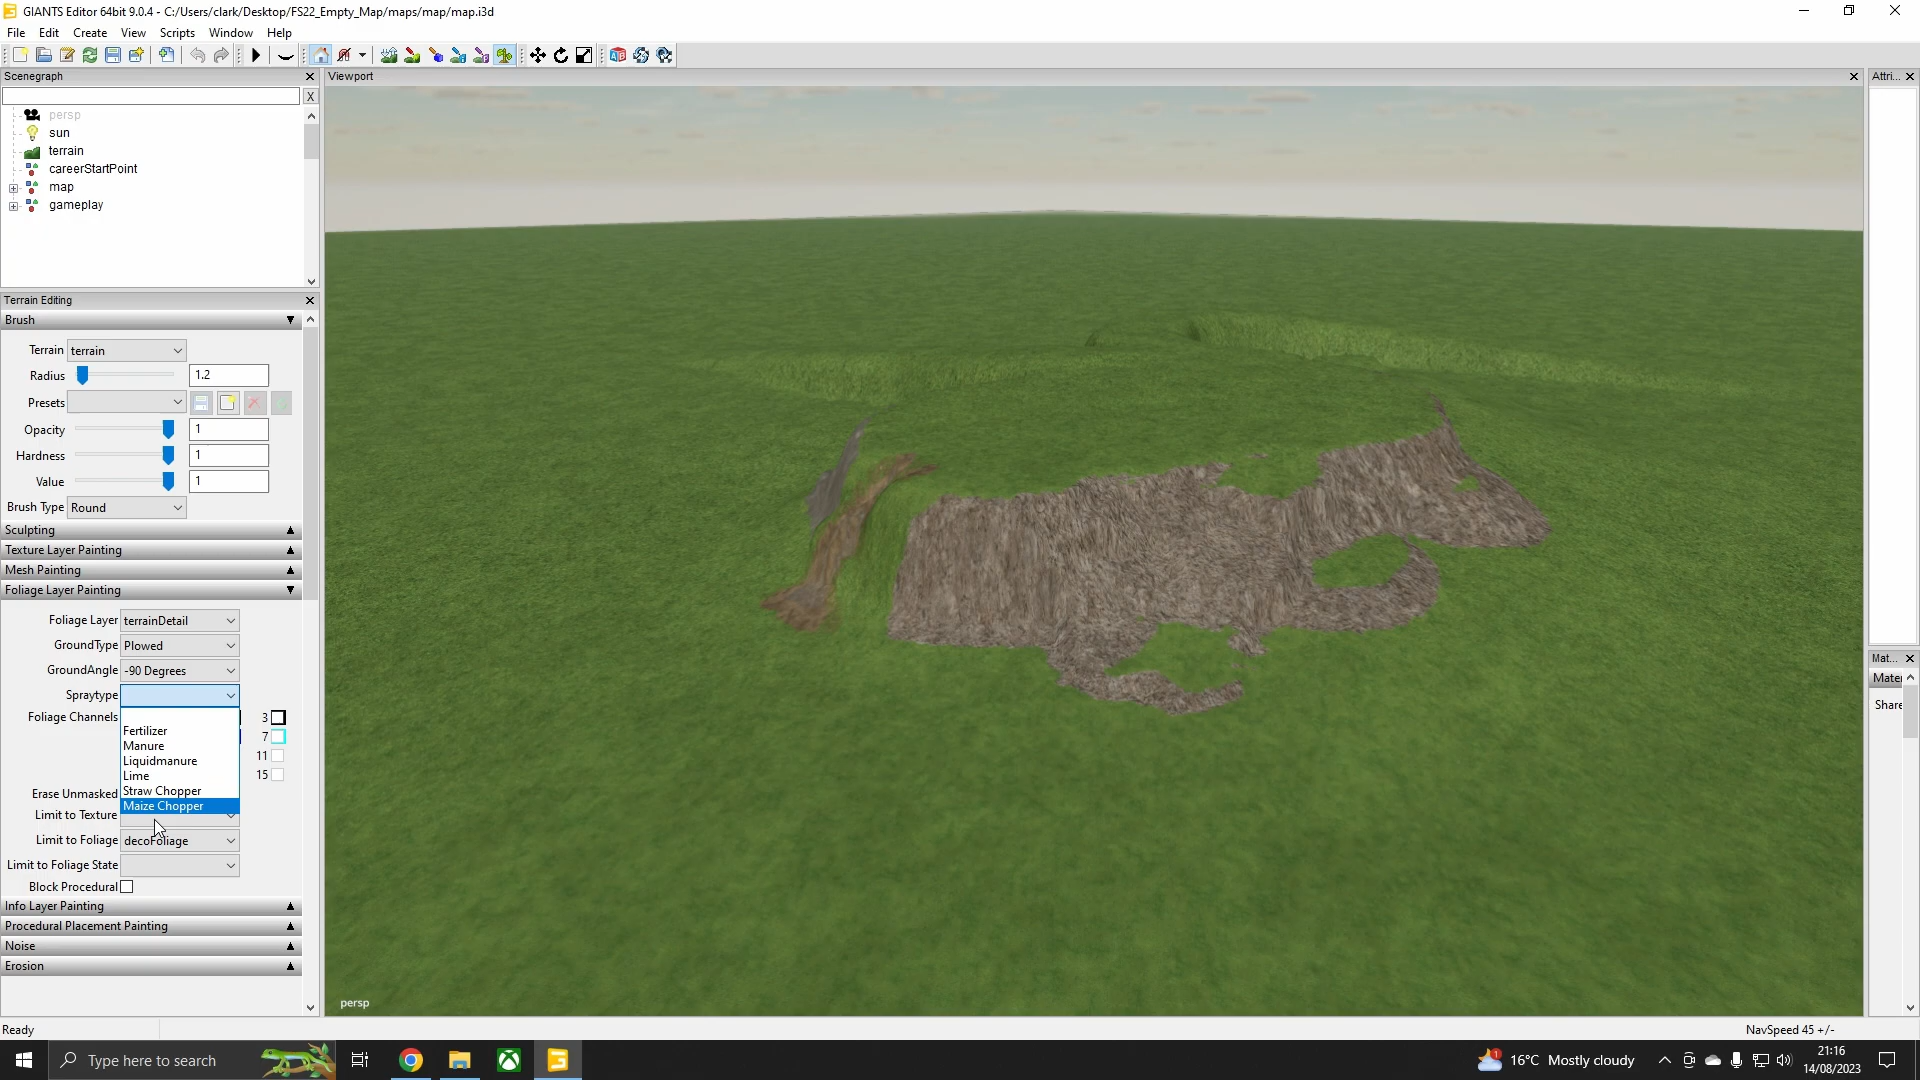 GIANTS Editor 64bit 9.0.4 - C:/Users/clark/Desktop/FS22_Empty_Map/maps/map/map.i3d
File Edit Create View Scripts Window Help
Scenegraph
X
persp
sun
terrain
careerStartPoint
map
gameplay
Terrain Editing
Brush
Terrain terrain
Radius 1.2
Presets
Opacity 1
Hardness 1
Value 1
Brush Type Round
Sculpting
Texture Layer Painting
Mesh Painting
Foliage Layer Painting
Foliage Layer terrainDetail
GroundType Plowed
GroundAngle -90 Degrees
Spraytype
Foliage Channels 3
Fertilizer
7
Manure
Liquidmanure 11
Lime 15
Straw Chopper
Erase Unmasked
Maize Chopper
Limit to Texture
Limit to Foliage decoFoliage
Limit to Foliage State
Block Procedural
Info Layer Painting
Procedural Placement Painting
Noise
Erosion
Viewport
persp
Attri...
Mat...
Mater
Share
Ready
NavSpeed 45 +/-
Type here to search
1
16°C Mostly cloudy
21:16
14/08/2023